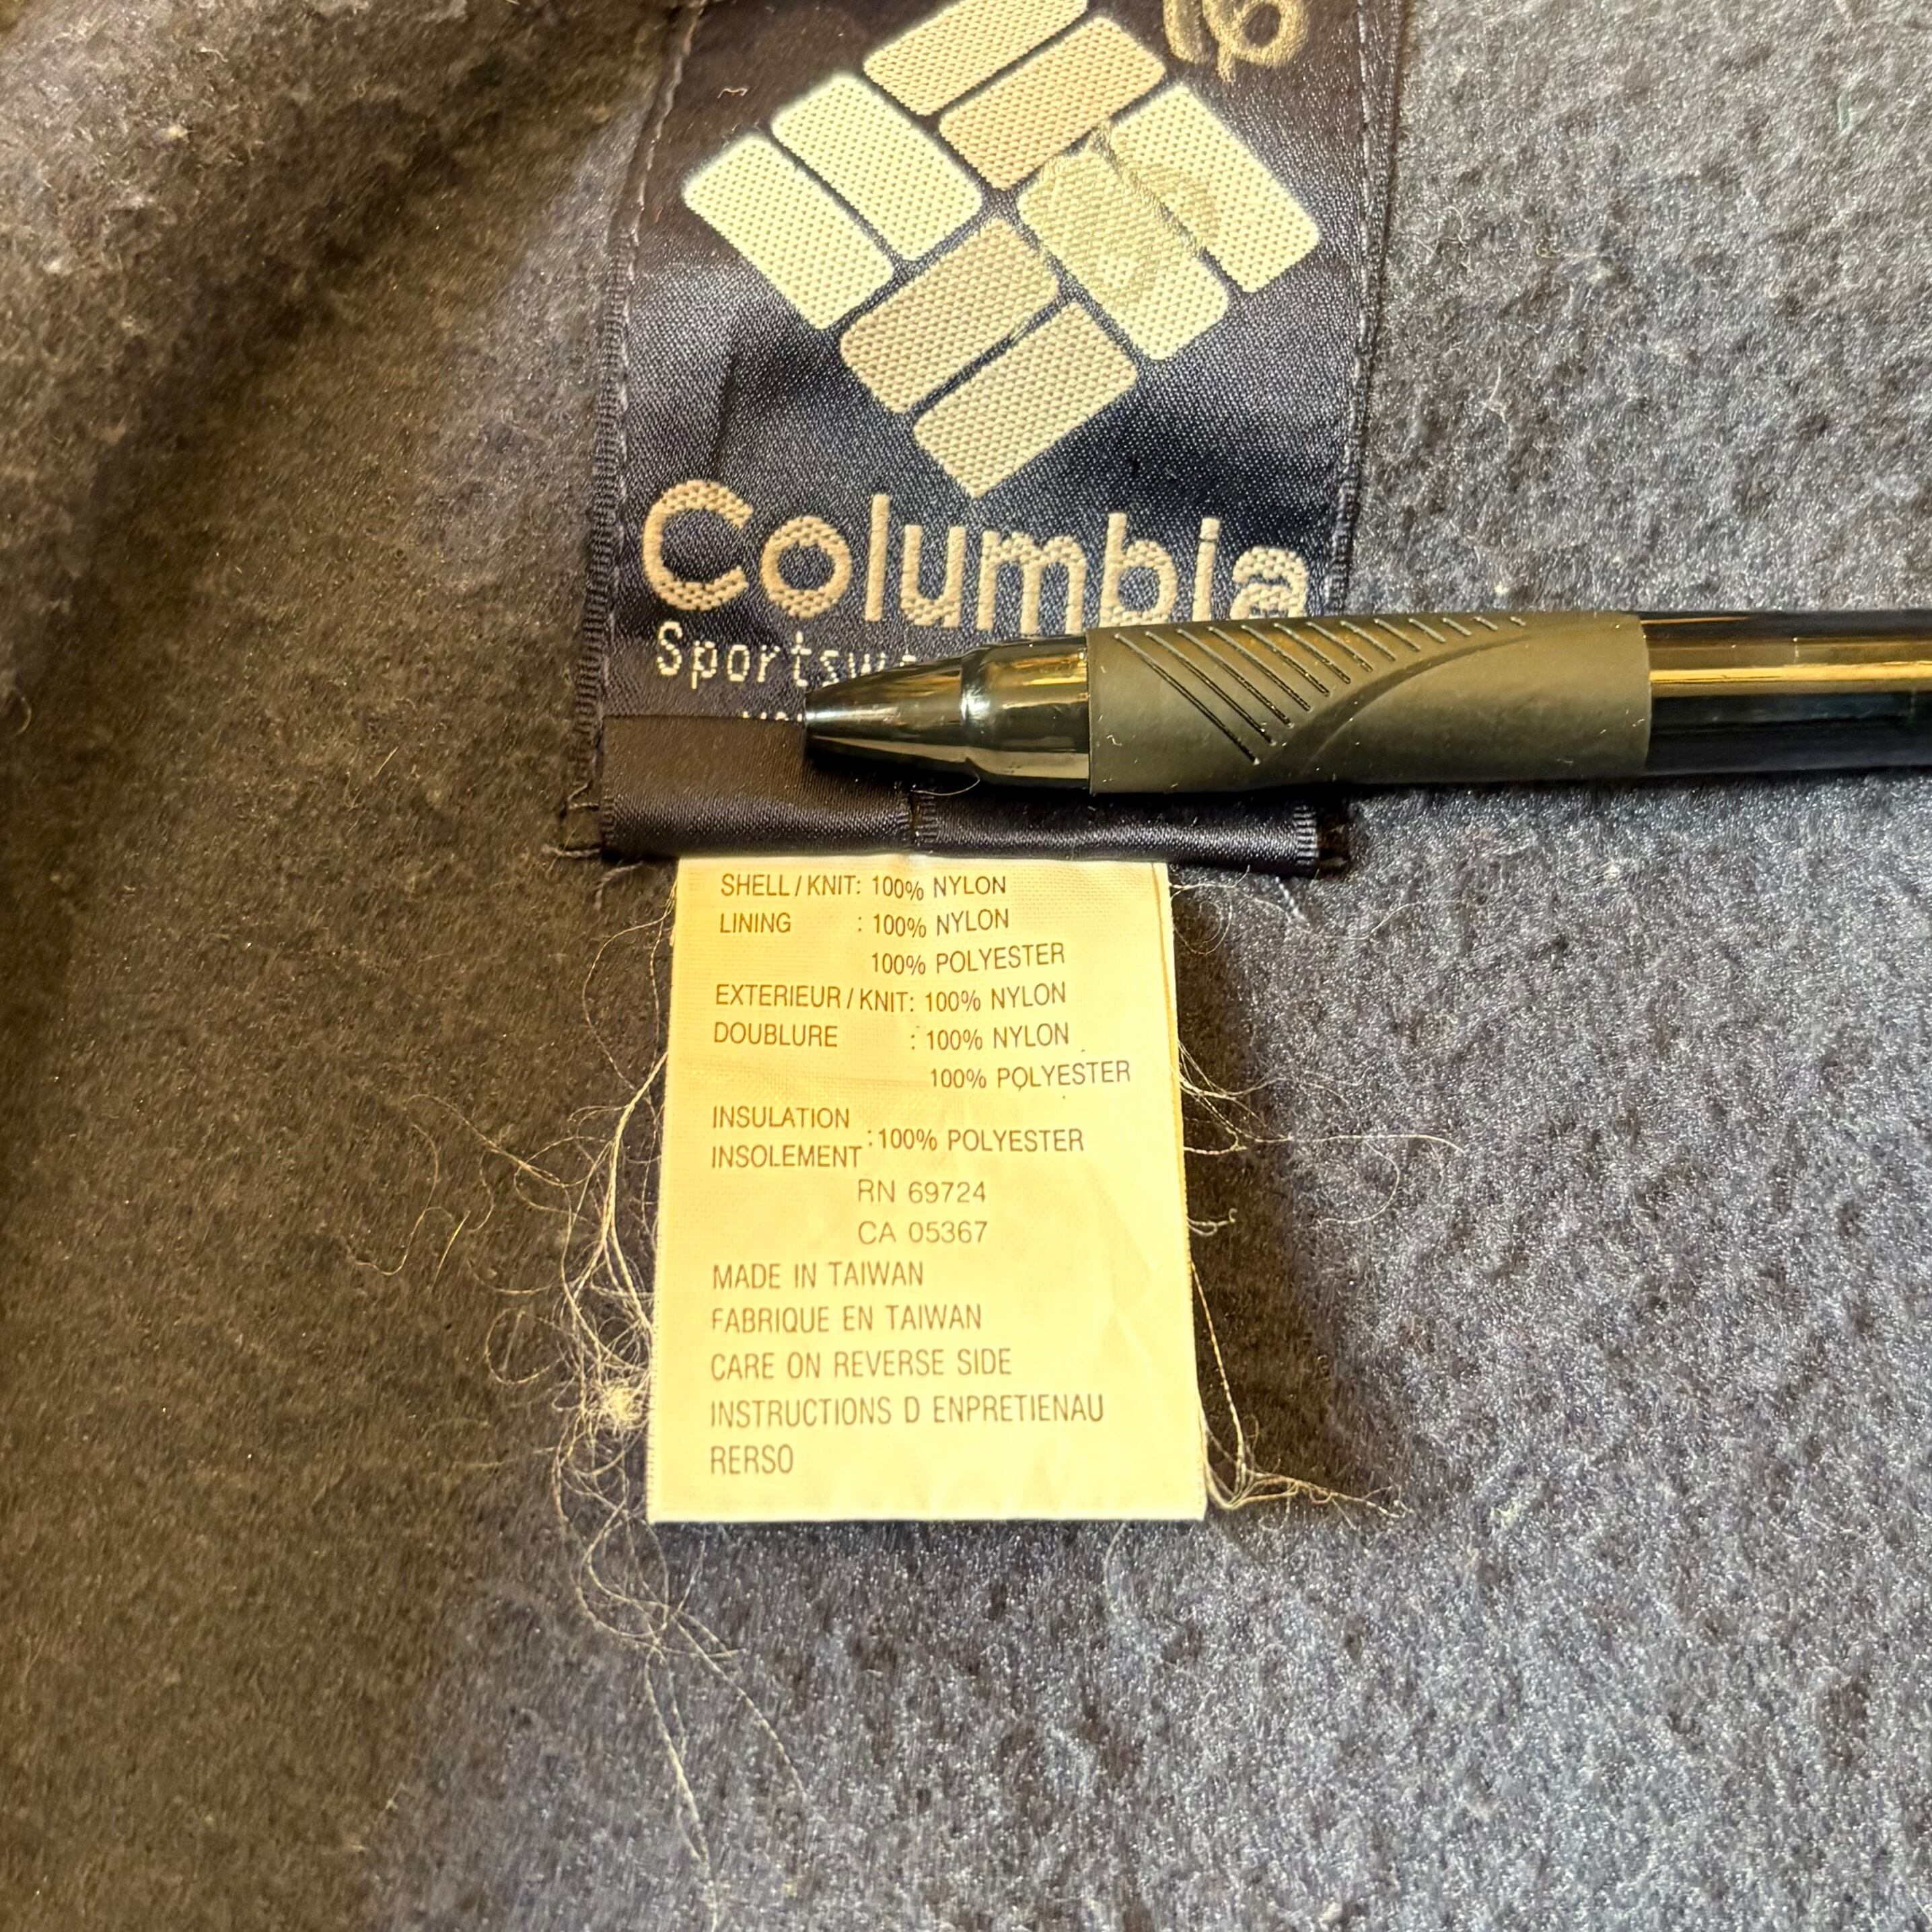 Columbia
SHELL/KNIT: 100% NYLON
LINING : 100% NYLON
100% POLYESTER
EXTERIEUR/KNIT: 100% NYLON
DOUBLURE : 100% NYLON
100% POLYESTER
INSULATION
INSOLEMENT : 100% POLYESTER
RN 69724
CA 05367
MADE IN TAIWAN
FABRIQUE EN TAIWAN
CARE ON REVERSE SIDE
INSTRUCTIONS D ENPRETIENAU
RERSO